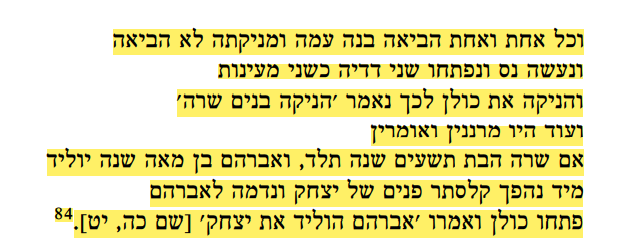 וכל אחת ואחת הביאה בנה עמה ומניקתה לא הביאה
ונעשה נס ונפתחו שני דדיה כשני מעינות
והניקה את כולן לכך נאמר 'הניקה בנים שרה'
ועוד היו מרננין ואומרין
אם שרה הבת תשעים שנה תלד, ואברהם בן מאה שנה יוליד
מיד נהפך קלסתר פנים של יצחק ונדמה לאברהם
פתחו כולן ואמרו 'אברהם הוליד את יצחק' [שם כה, יט].84